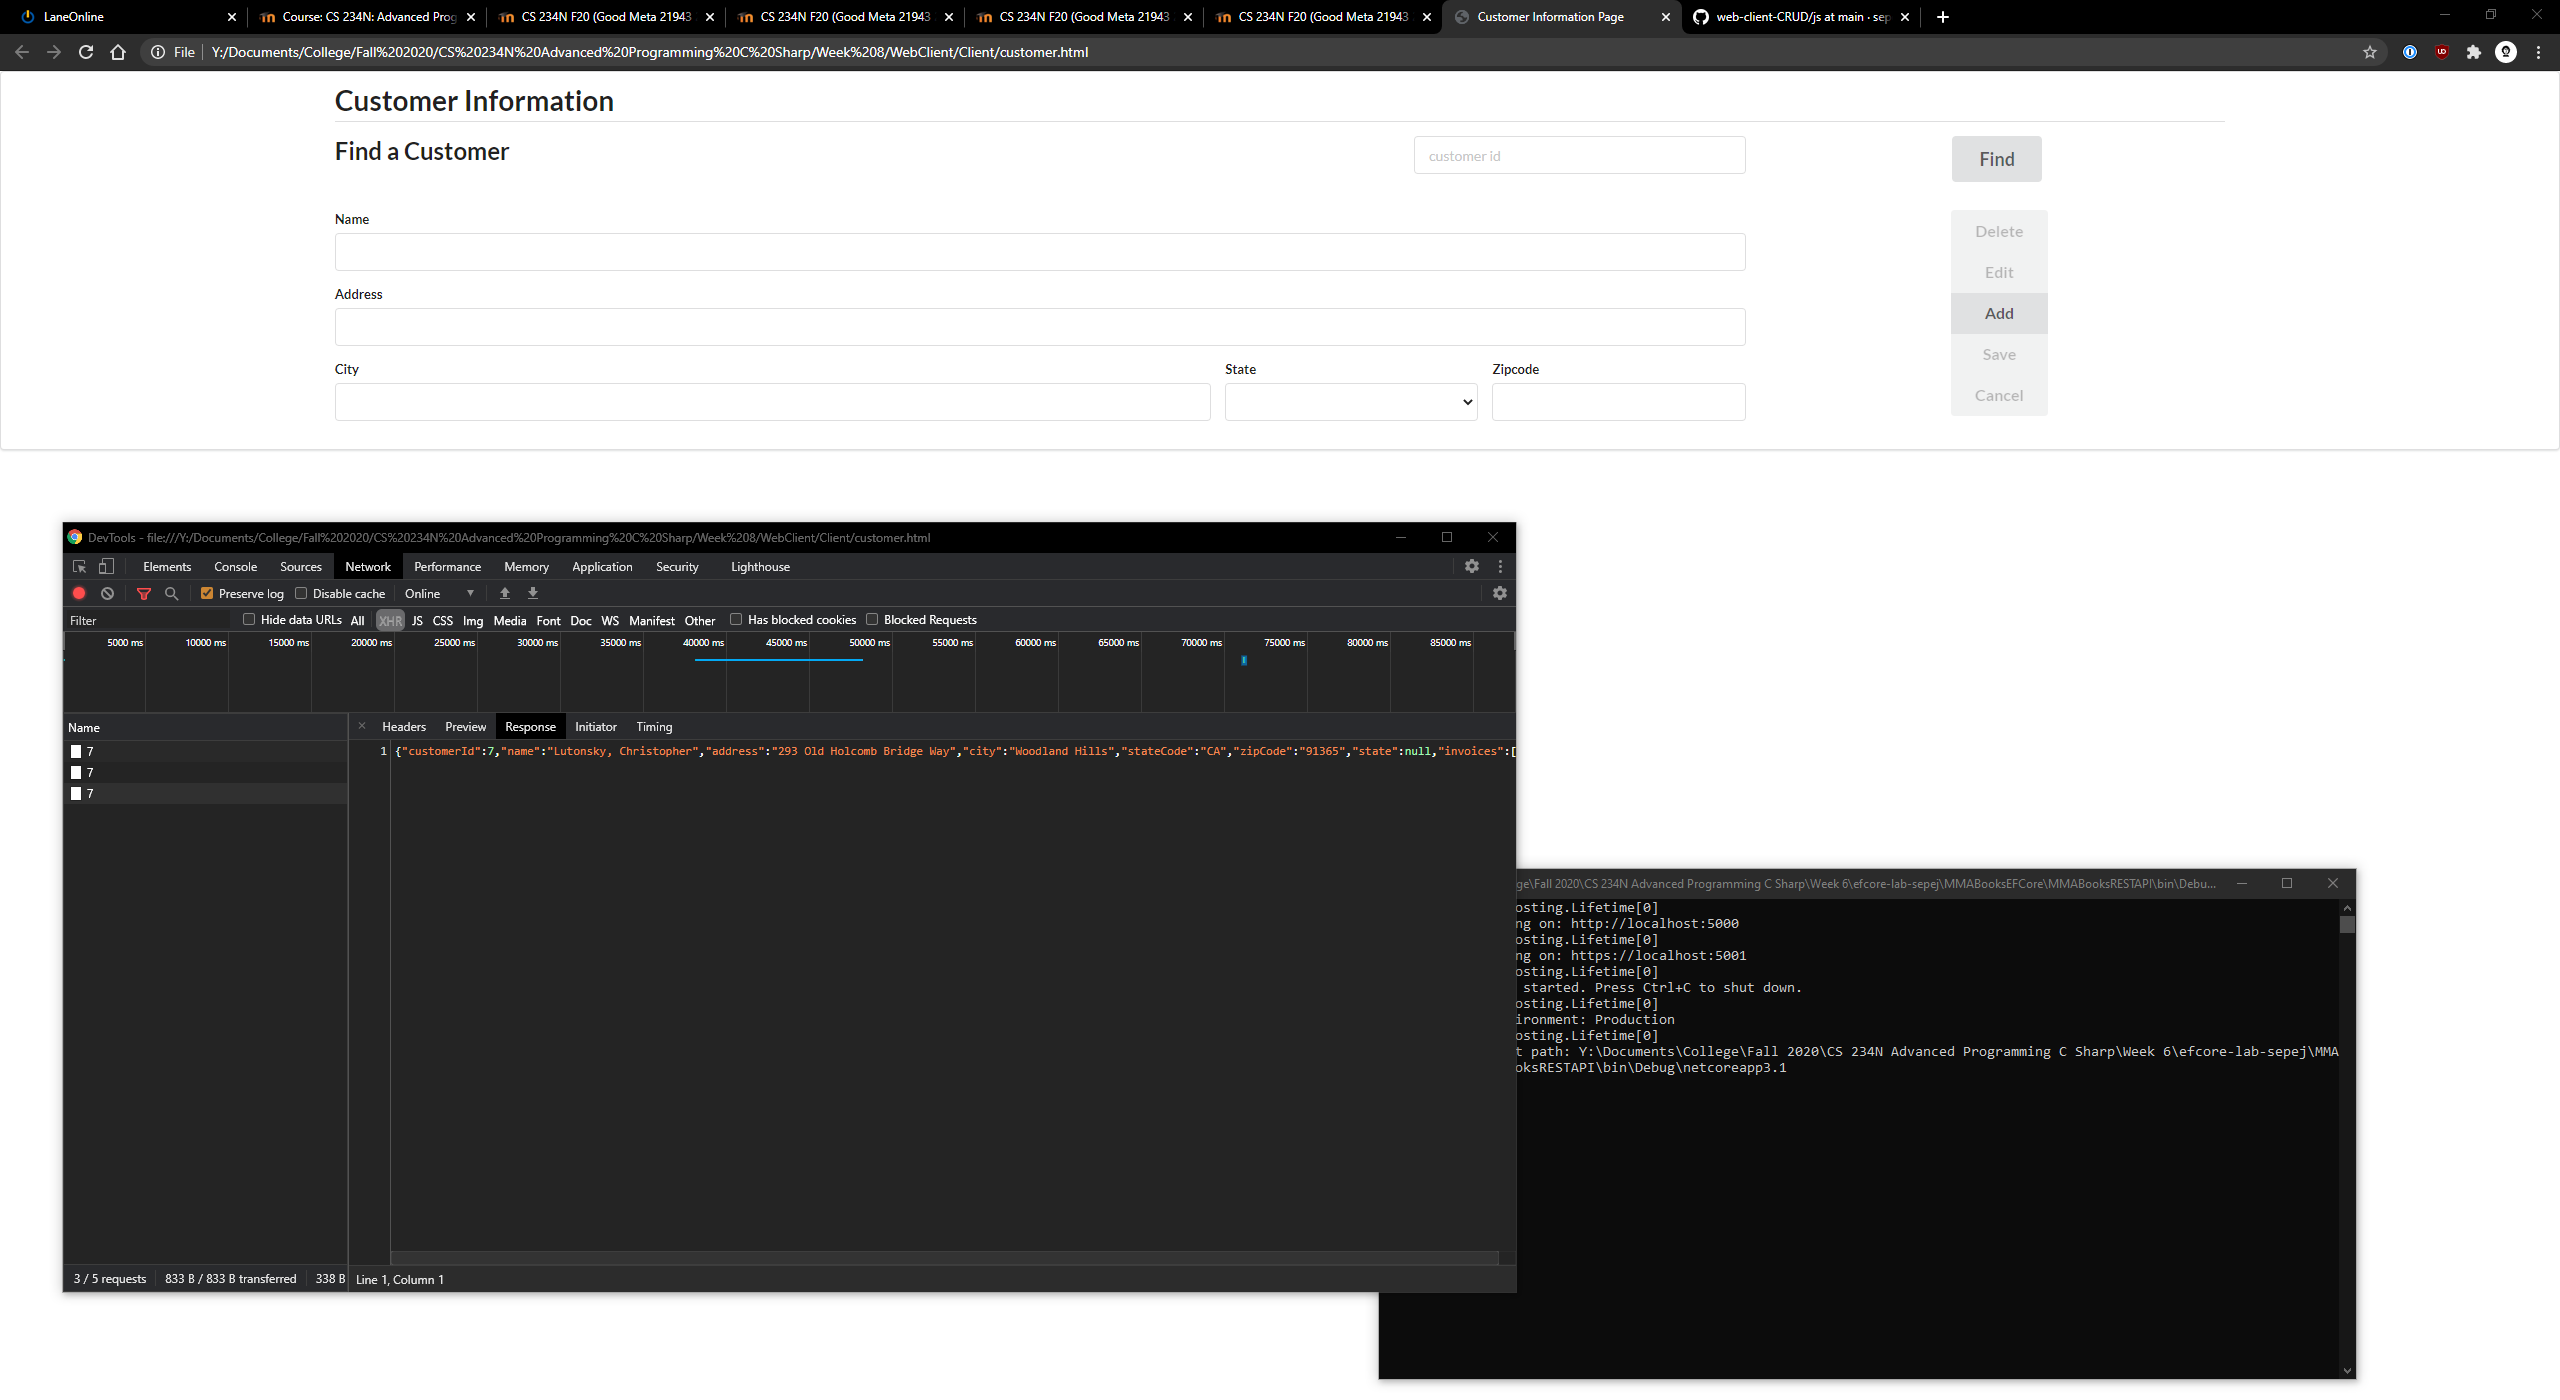 LaneOnline
Course: CS 234N: Advanced Prog
CS 234N F20 (Good Meta 21943
CS 234N F20 (Good Meta 21943
CS 234N F20 (Good Meta 21943
CS 234N F20 (Good Meta 21943
Customer Information Page
web-client-CRUD/js at main · sep
File
Y:/Documents/College/Fall%202020/CS%20234N%20Advanced%20Programming%20C%20Sharp/Week%208/WebClient/Client/customer.html
Customer Information
Find a Customer
customer id
Find
Name
Delete
Edit
Address
Add
Save
City State Zipcode
Cancel
DevTools - file:///Y:/Documents/College/Fall%202020/CS%20234N%20Advanced%20Programming%20C%20Sharp/Week%208/WebClient/Client/customer.html
Elements Console Sources Network Performance Memory Application Security Lighthouse
Preserve log Disable cache Online
Filter Hide data URLs All XHR JS CSS Img Media Font Doc WS Manifest Other Has blocked cookies Blocked Requests
5000 ms 10000 ms 15000 ms 20000 ms 25000 ms 30000 ms 35000 ms 40000 ms 45000 ms 50000 ms 55000 ms 60000 ms 65000 ms 70000 ms 75000 ms 80000 ms 85000 ms
Name
7
7
7
Headers Preview Response Initiator Timing
1 {"customerId":7,"name":"Lutonsky, Christopher","address":"293 Old Holcomb Bridge Way","city":"Woodland Hills","stateCode":"CA","zipCode":"91365","state":null,"invoices":[
3 / 5 requests 833 B / 833 B transferred 338 B
Line 1, Column 1
ge\Fall 2020\CS 234N Advanced Programming C Sharp\Week 6\efcore-lab-sepej\MMABooksEFCore\MMABooksRESTAPI\bin\Debu...
osting.Lifetime[0]
ng on: http://localhost:5000
osting.Lifetime[0]
ng on: https://localhost:5001
osting.Lifetime[0]
started. Press Ctrl+C to shut down.
osting.Lifetime[0]
ironment: Production
osting.Lifetime[0]
t path: Y:\Documents\College\Fall 2020\CS 234N Advanced Programming C Sharp\Week 6\efcore-lab-sepej\MMA
oksRESTAPI\bin\Debug\netcoreapp3.1